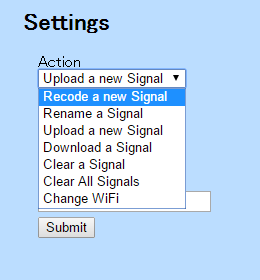 Settings
Action
Upload a new Signal
Recode a new Signal
Rename a Signal
Upload a new Signal
Download a Signal
Clear a Signal
Clear All Signals
Change WiFi
Submit